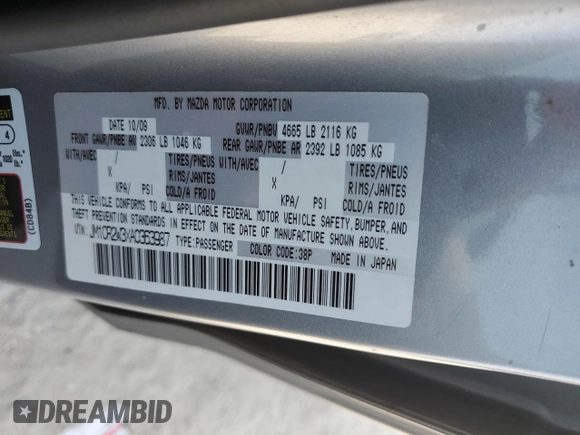 MFD. BY MAZDA MOTOR CORPORATION
DATE 10/09 GVWR/PNBV 4665 LB 2116 KG
FRONT GAWR/PNBE AV 2306 LB 1046 KG REAR GAWR/PNBE AR 2392 LB 1085 KG
WITH/AVEC / TIRES/PNEUS WITH/AVEC / TIRES/PNEUS
X RIMS/JANTES X RIMS/JANTES
/ KPA/ PSI COLD/A FROID / KPA/ PSI COLD/A FROID
THIS VEHICLE CONFORMS TO ALL APPLICABLE FEDERAL MOTOR VEHICLE SAFETY, BUMPER, AND
THEFT PREVENTION STANDARDS IN EFFECT ON THE DATE OF MANUFACTURE SHOWN ABOVE.
VIN: JM1CR2W3XA0363987 TYPE:PASSENGER COLOR CODE:38P MADE IN JAPAN
4
(CD84B)
DREAMBID